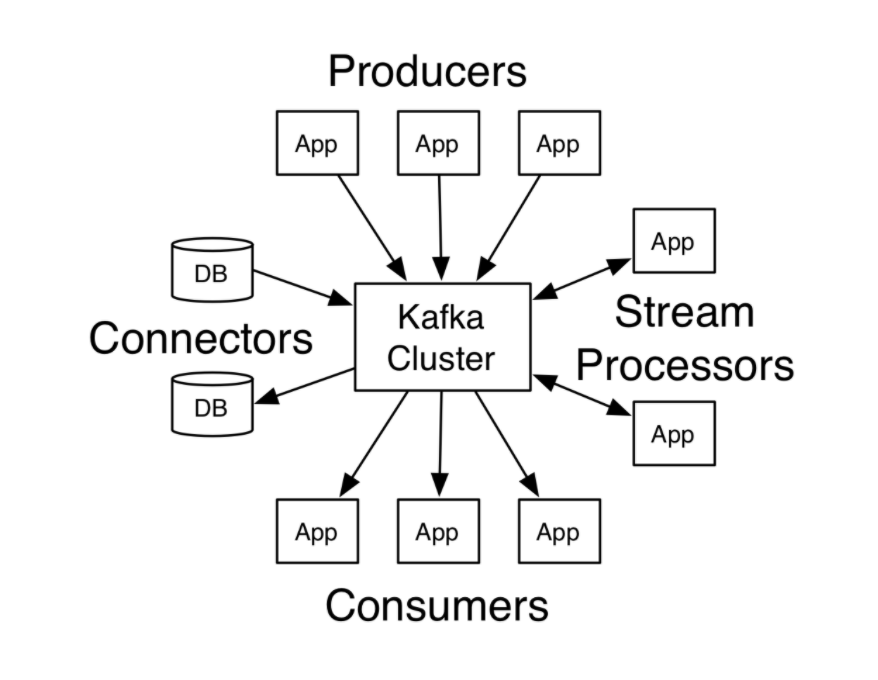 Producers
App
App
App
App
DB
Kafka
Cluster
Stream
Processors
Connectors
DB
App
App
App
App
Consumers